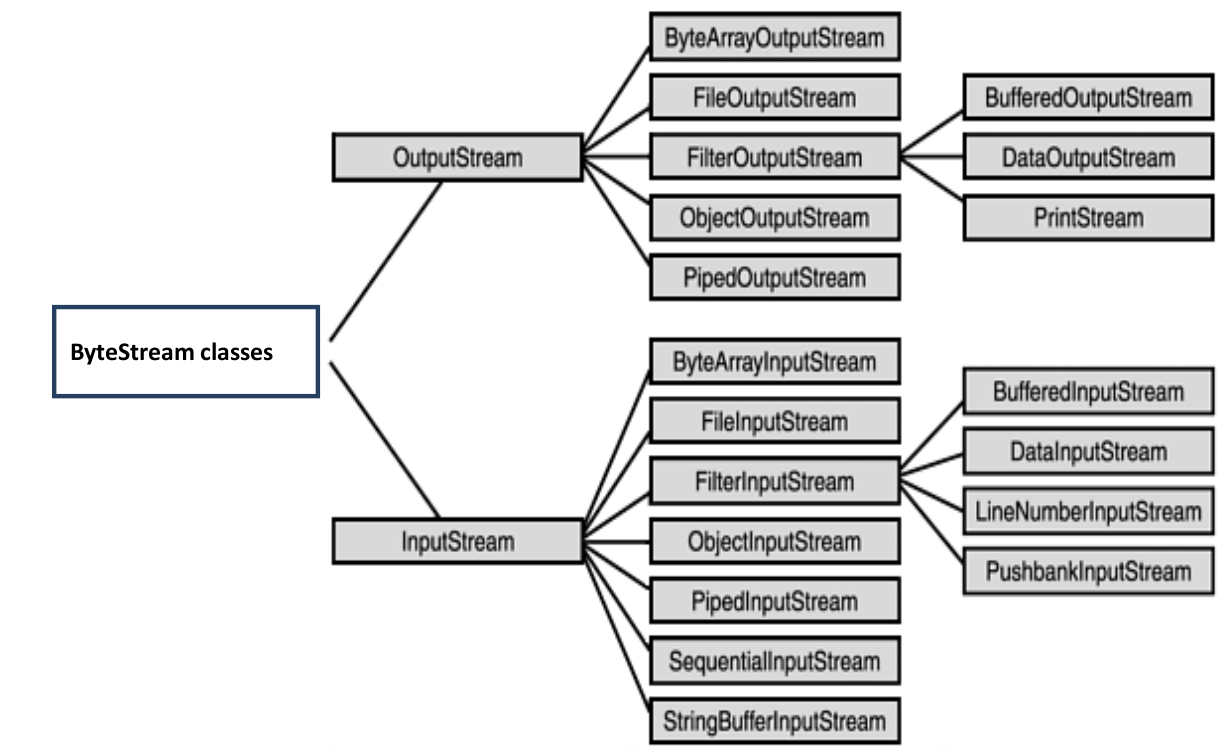 ByteStream classes
OutputStream
ByteArrayOutputStream
FileOutputStream
FilterOutputStream
ObjectOutputStream
PipedOutputStream
BufferedOutputStream
DataOutputStream
PrintStream
InputStream
ByteArrayInputStream
FileInputStream
FilterInputStream
ObjectInputStream
PipedInputStream
SequentialInputStream
StringBufferInputStream
BufferedInputStream
DataInputStream
LineNumberInputStream
PushbankInputStream